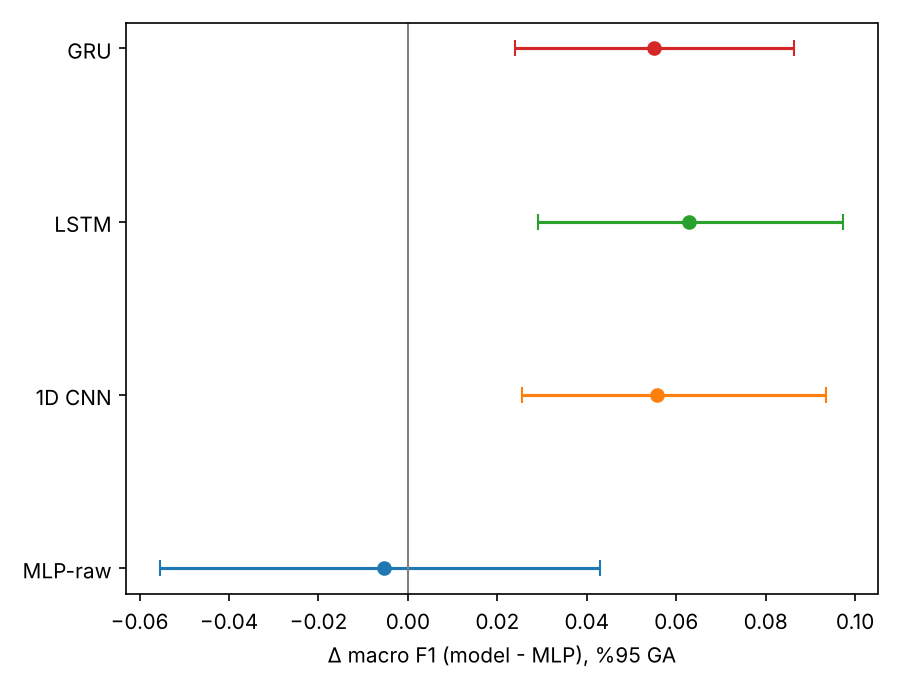 GRU
LSTM
1D CNN
MLP-raw
−0.06 −0.04 −0.02 0.00 0.02 0.04 0.06 0.08 0.10
Δ macro F1 (model - MLP), %95 GA